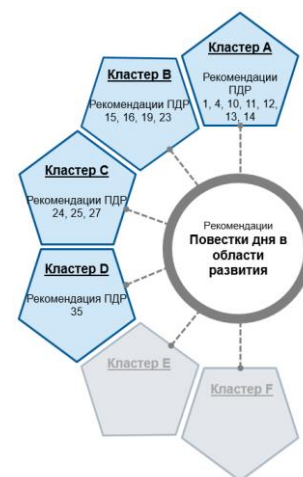 Кластер A
Рекомендации
ПДР
1, 4, 10, 11, 12,
13, 14
Кластер B
Рекомендации ПДР
15, 16, 19, 23
Кластер C
Рекомендации ПДР
24, 25, 27
Кластер D
Рекомендация ПДР
35
Кластер E
Кластер F
Рекомендации
Повестки дня в
области
развития